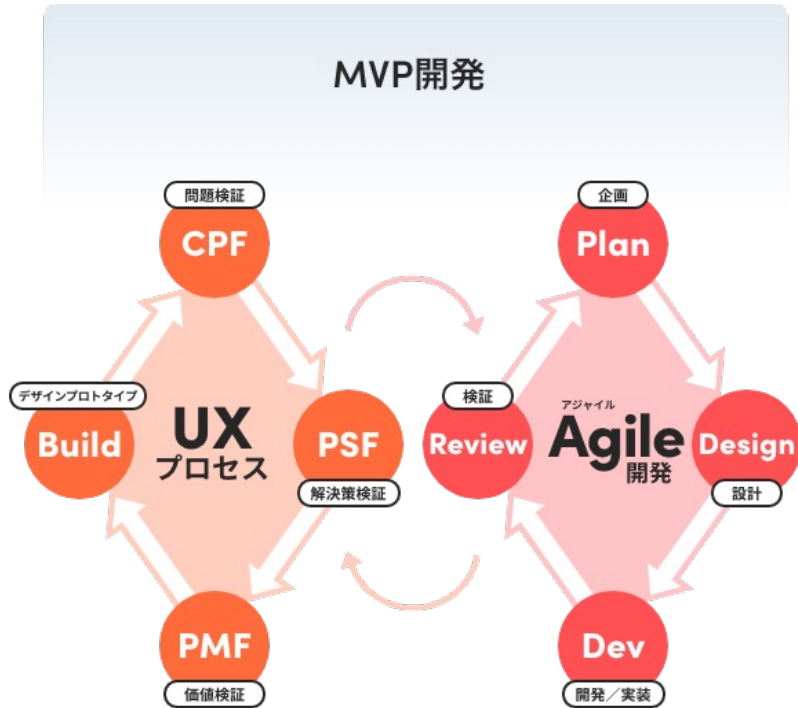 MVP開発
問題検証
CPF
デザインプロトタイプ
Build
UX
プロセス
PSF
解決策検証
PMF
価値検証
企画
Plan
検証
Review
アジャイル
Agile
開発
Design
設計
Dev
開発／実装